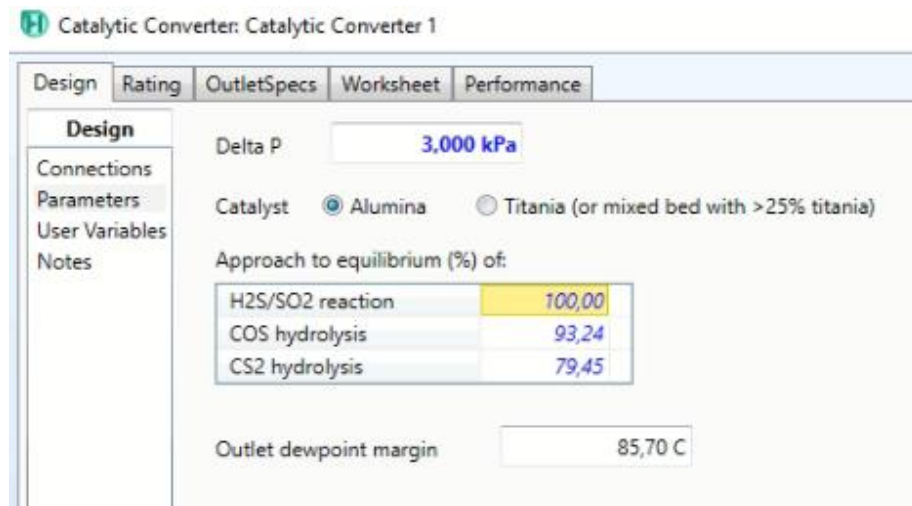 Catalytic Converter: Catalytic Converter 1
Design Rating OutletSpecs Worksheet Performance
Design
Connections
Parameters
User Variables
Notes
Delta P 3,000 kPa
Catalyst Alumina Titania (or mixed bed with >25% titania)
Approach to equilibrium (%) of:
H2S/SO2 reaction 100,00
COS hydrolysis 93,24
CS2 hydrolysis 79,45
Outlet dewpoint margin 85,70 C